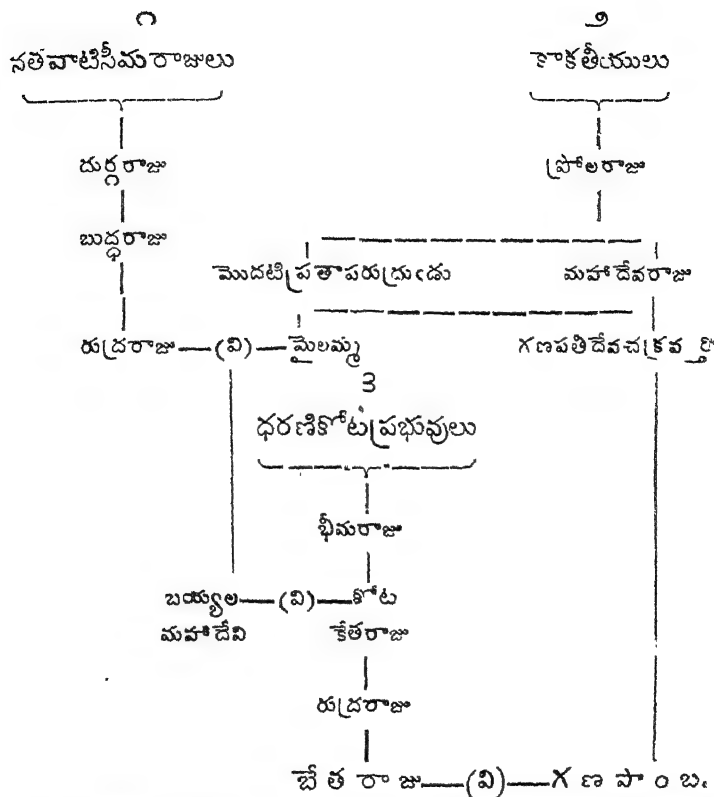 ౧ ౨
నతవాటిసీమరాజులు కాకతీయులు
దుర్గరాజు ప్రోలరాజు
బుద్ధరాజు
మొదటిప్రతాపరుద్రుఁడు మహాదేవరాజు
రుద్రరాజు—(వి)—మైలమ్మ గణపతిదేవచక్రవర్తి
౩
ధరణికోటప్రభువులు
భీమరాజు
బయ్యల—(వి)—కోట
మహాదేవి కేతరాజు
రుద్రరాజు
బేతరాజు—(వి)—గణపాంబ